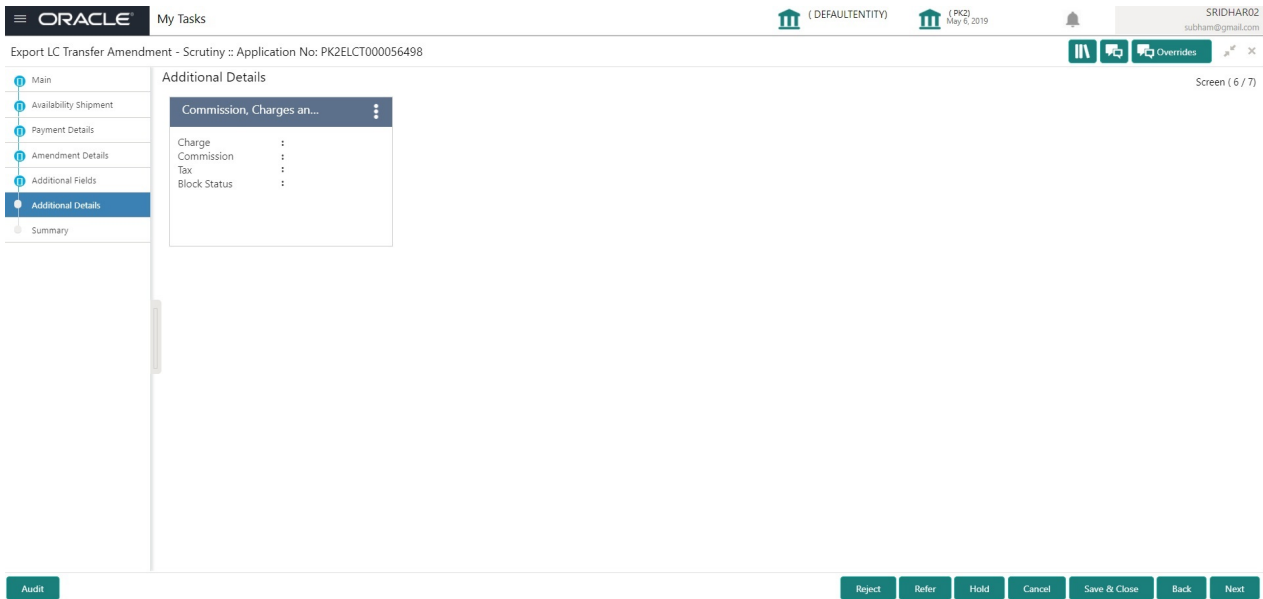 ORACLE
My Tasks
( DEFAULTENTITY)
(PK2)
May 6, 2019
SRIDHAR02
subham@gmail.com
Export LC Transfer Amendment - Scrutiny :: Application No: PK2ELCT000056498
Overrides
Main
Availability Shipment
Payment Details
Amendment Details
Additional Fields
Additional Details
Summary
Additional Details
Screen ( 6 / 7)
Commission, Charges an...
Charge :
Commission :
Tax :
Block Status :
Audit
Reject
Refer
Hold
Cancel
Save & Close
Back
Next